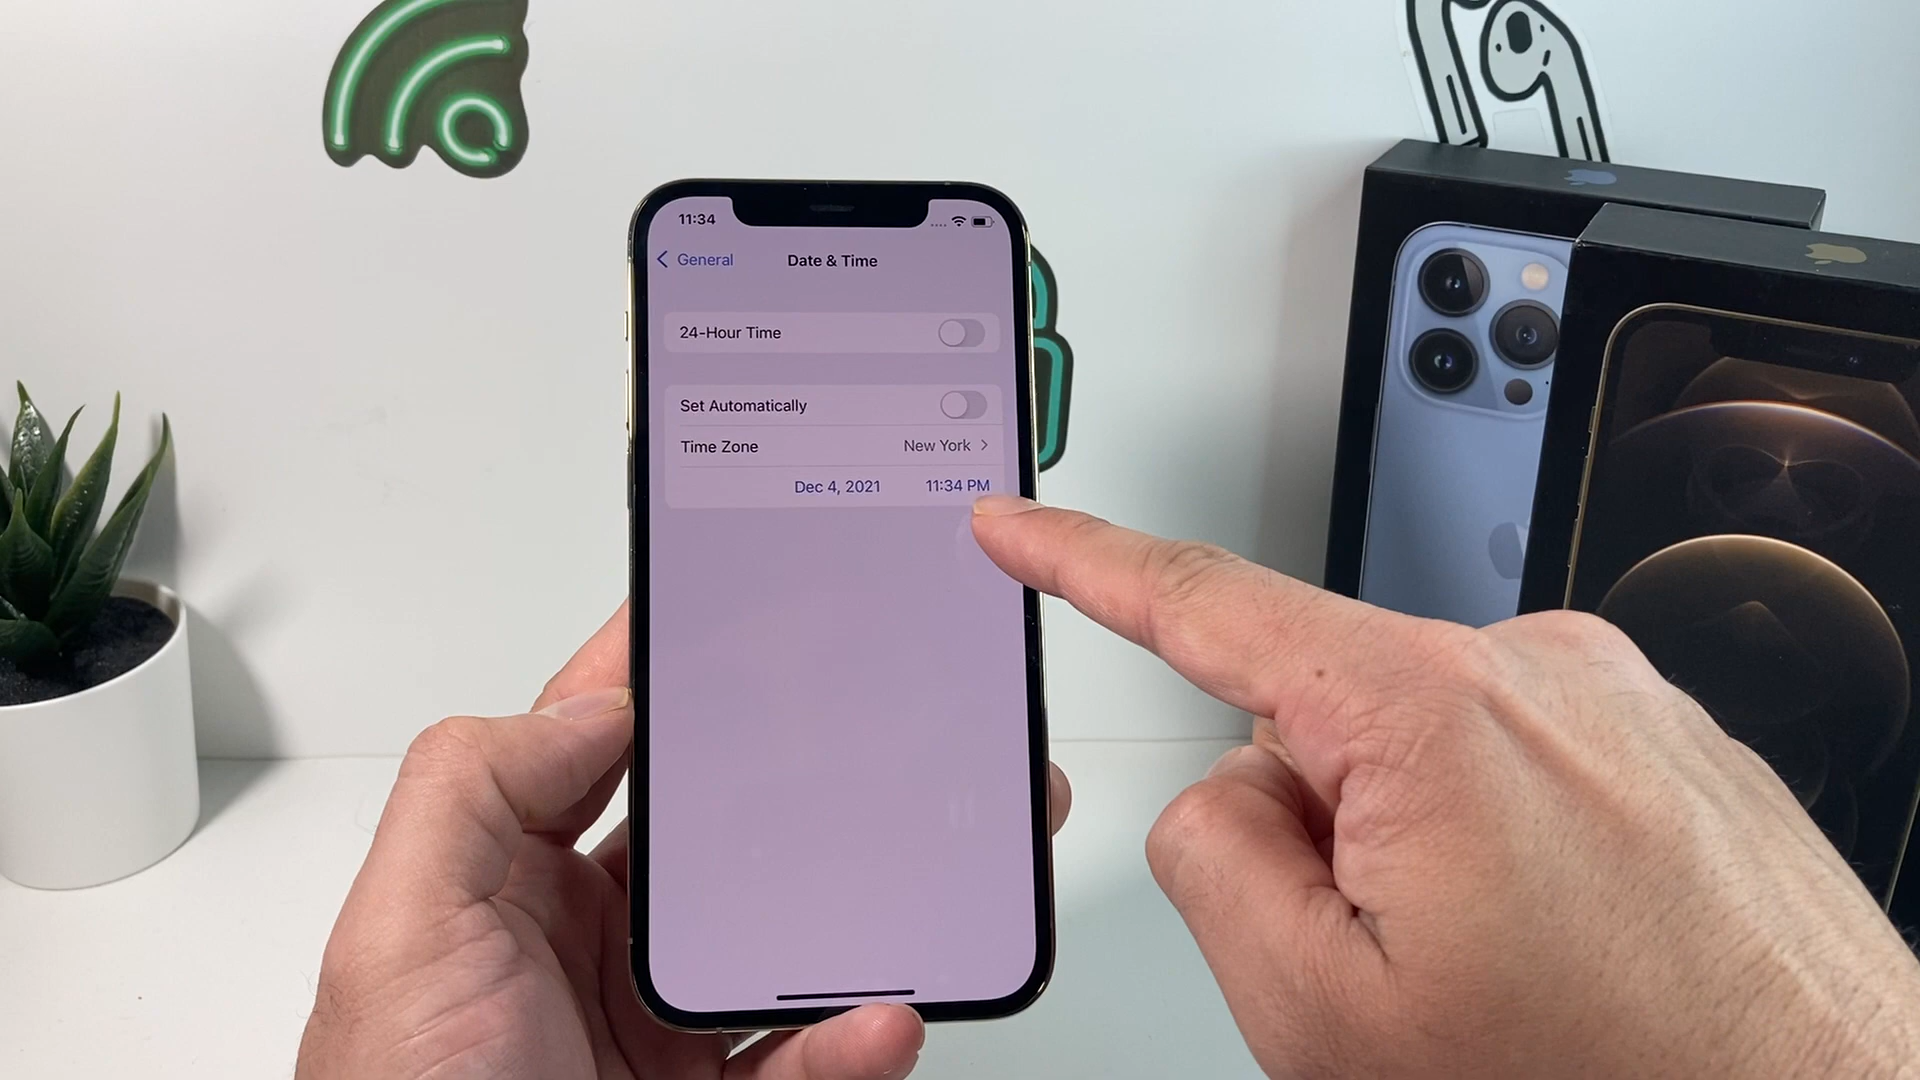 11:34
General Date & Time
24-Hour Time
Set Automatically
Time Zone New York
Dec 4, 2021 11:34 PM